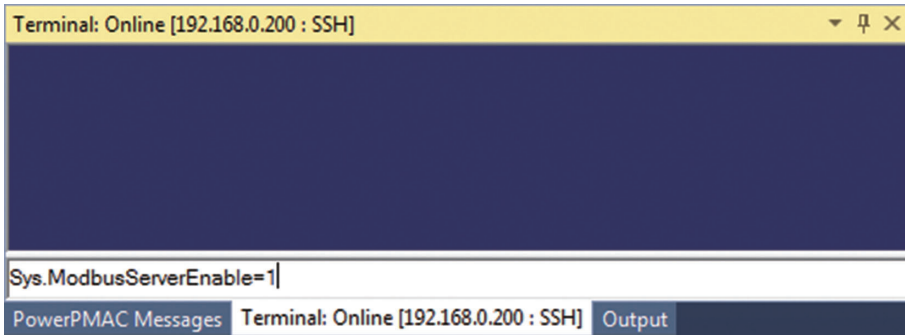 Terminal: Online [192.168.0.200 : SSH]
Sys.ModbusServerEnable=1
PowerPMAC Messages Terminal: Online [192.168.0.200 : SSH] Output